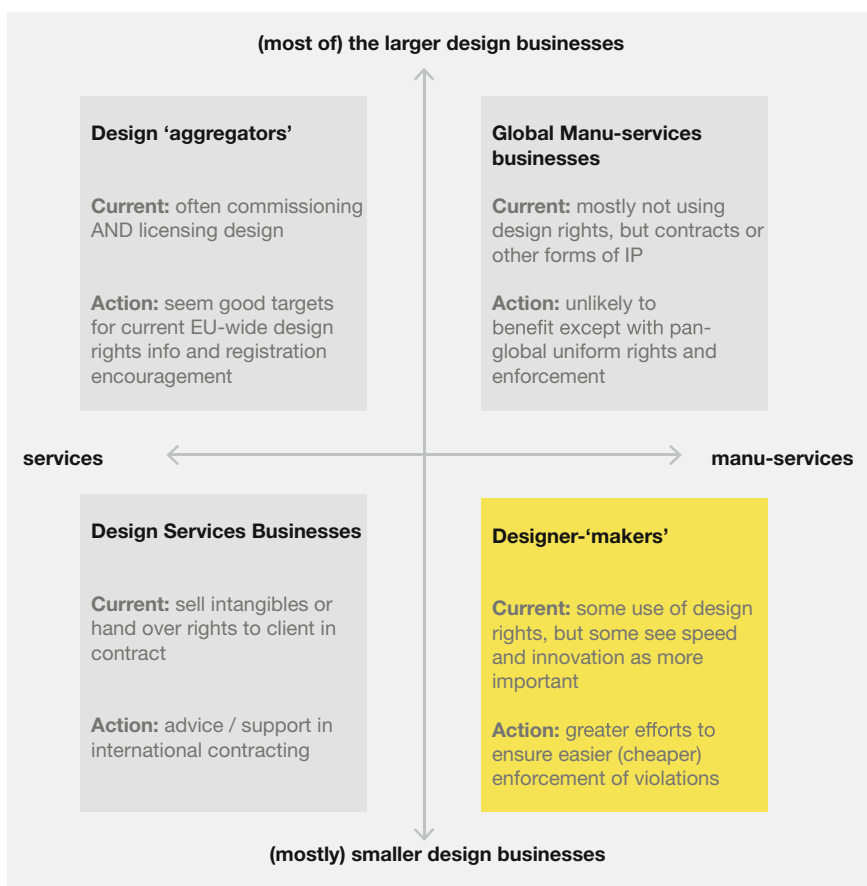 (most of) the larger design businesses
Design ‘aggregators’
Current: often commissioning
AND licensing design
Action: seem good targets
for current EU-wide design
rights info and registration
encouragement
Global Manu-services
businesses
Current: mostly not using
design rights, but contracts or
other forms of IP
Action: unlikely to
benefit except with pan-
global uniform rights and
enforcement
services
manu-services
Design Services Businesses
Current: sell intangibles or
hand over rights to client in
contract
Action: advice / support in
international contracting
Designer-‘makers’
Current: some use of design
rights, but some see speed
and innovation as more
important
Action: greater efforts to
ensure easier (cheaper)
enforcement of violations
(mostly) smaller design businesses